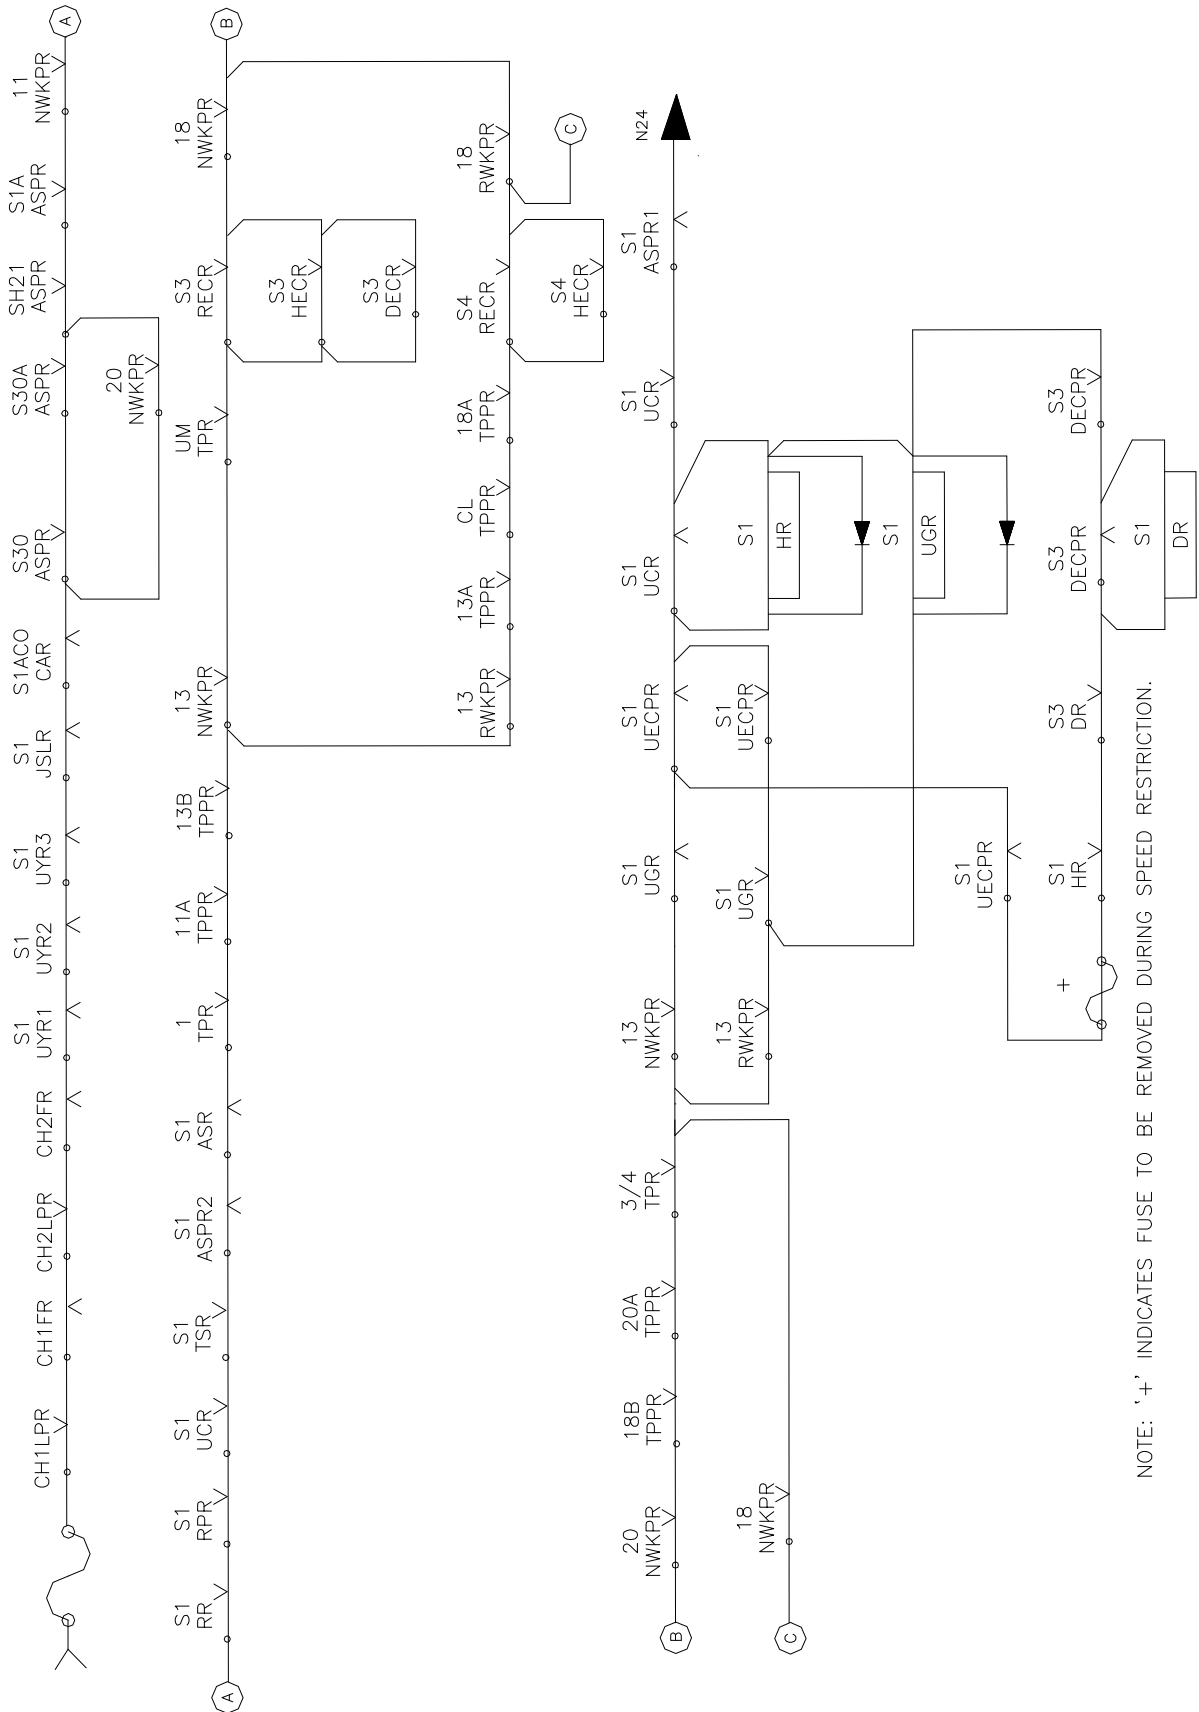 CH1LPR
CH1FR
CH2LPR
CH2FR
S1
UYR1
S1
UYR2
S1
UYR3
S1
JSLR
S1ACO
CAR
S30
ASPR
S30A
ASPR
SH21
ASPR
S1A
ASPR
11
NWKPR
A
20
NWKPR
A
S1
RR
S1
RPR
S1
UCR
S1
TSR
S1
ASPR2
S1
ASR
1
TPR
11A
TPPR
13B
TPPR
13
NWKPR
UM
TPR
S3
RECR
18
NWKPR
B
S3
HECR
S3
DECR
13
RWKPR
13A
TPPR
CL
TPPR
18A
TPPR
S4
RECR
18
RWKPR
C
S4
HECR
B
20
NWKPR
18B
TPPR
20A
TPPR
3/4
TPR
13
NWKPR
S1
UGR
S1
UECPR
S1
UCR
S1
UCR
S1
ASPR1
N24
C
18
NWKPR
13
RWKPR
S1
UGR
S1
UECPR
S1
HR
S1
UGR
S1
UECPR
+
S1
HR
S3
DR
S3
DECPR
S3
DECPR
S1
DR
NOTE: '+' INDICATES FUSE TO BE REMOVED DURING SPEED RESTRICTION.